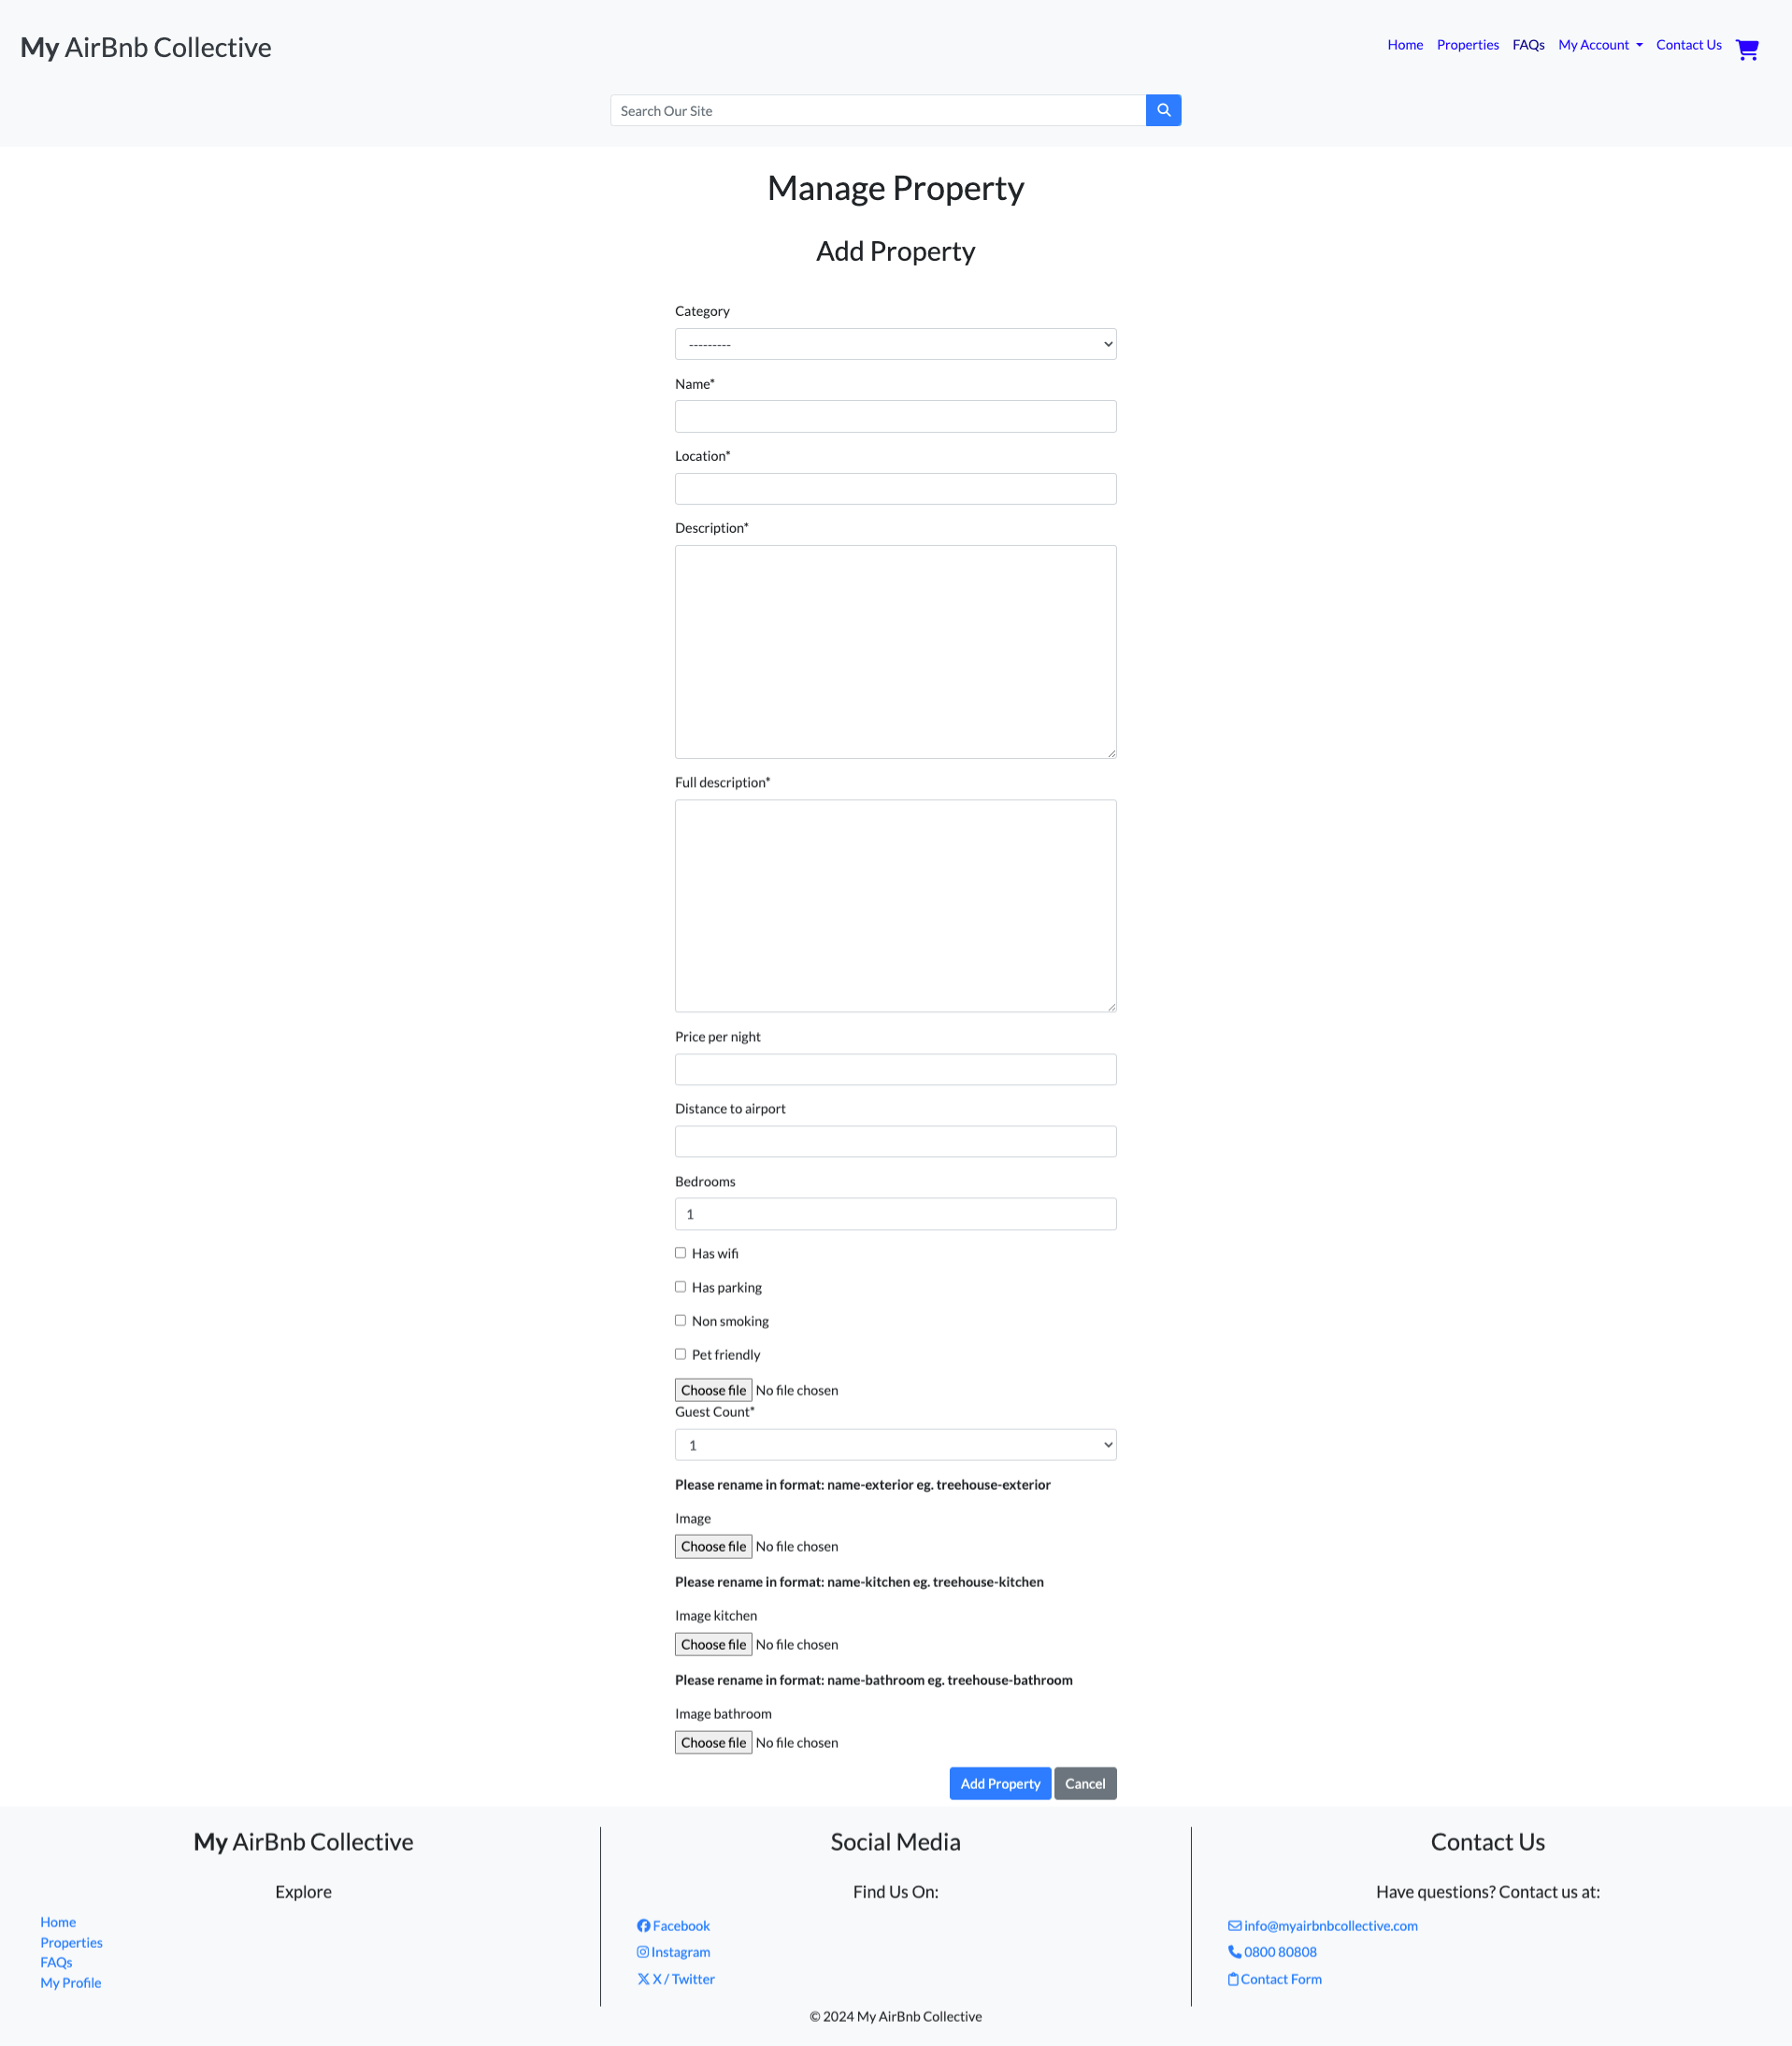 My AirBnb Collective
Home Properties FAQs My Account Contact Us
Search Our Site
Manage Property
Add Property
Category
---------
Name*
Location*
Description*
Full description*
Price per night
Distance to airport
Bedrooms
1
Has wifi
Has parking
Non smoking
Pet friendly
Choose file No file chosen
Guest Count*
1
Please rename in format: name-exterior eg. treehouse-exterior
Image
Choose file No file chosen
Please rename in format: name-kitchen eg. treehouse-kitchen
Image kitchen
Choose file No file chosen
Please rename in format: name-bathroom eg. treehouse-bathroom
Image bathroom
Choose file No file chosen
Add Property Cancel
My AirBnb Collective
Explore
Home
Properties
FAQs
My Profile
Social Media
Find Us On:
Facebook
Instagram
X / Twitter
Contact Us
Have questions? Contact us at:
info@myairbnbcollective.com
0800 80808
Contact Form
© 2024 My AirBnb Collective